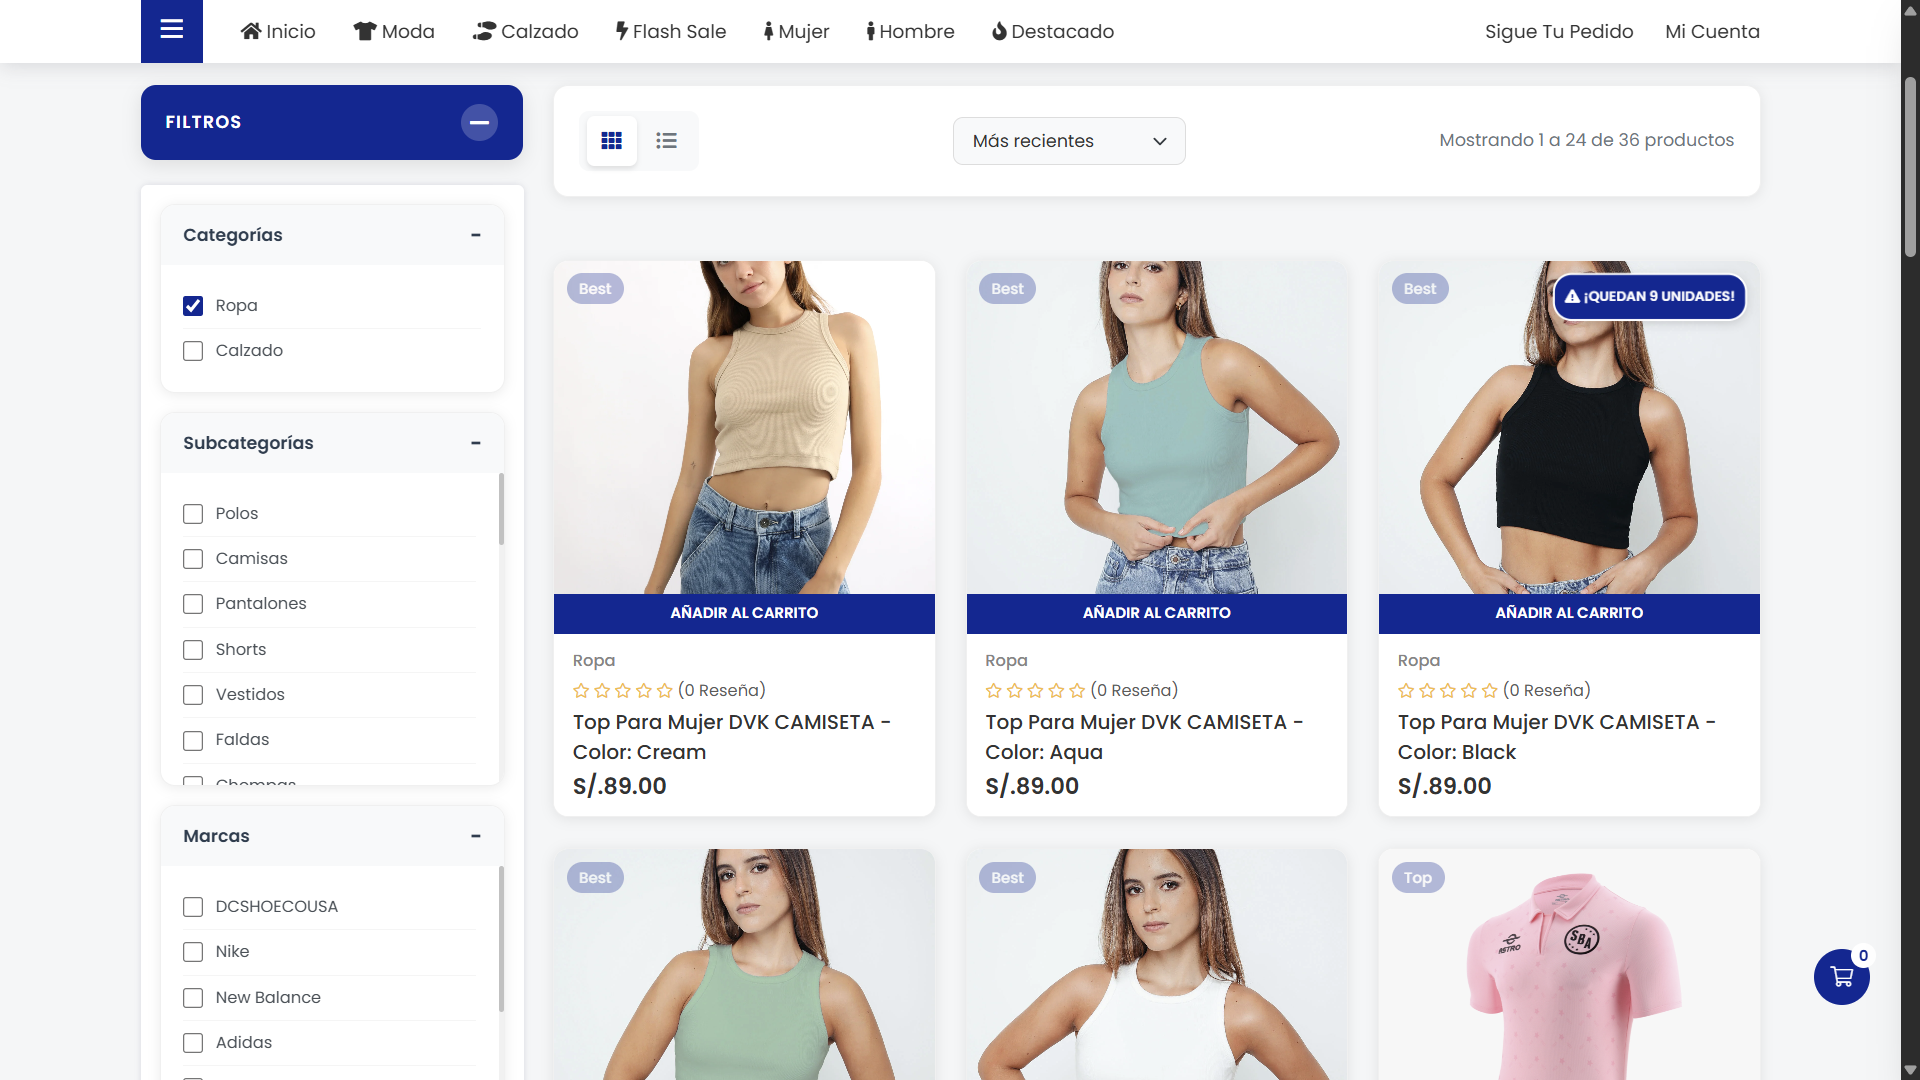 Inicio
Moda
Calzado
Flash Sale
Mujer
Hombre
Destacado
Sigue Tu Pedido
Mi Cuenta
FILTROS
Categorías
Ropa
Calzado
Subcategorías
Polos
Camisas
Pantalones
Shorts
Vestidos
Faldas
Chompas
Marcas
DCSHOECOUSA
Nike
New Balance
Adidas
Más recientes
Mostrando 1 a 24 de 36 productos
Best
AÑADIR AL CARRITO
Ropa
(0 Reseña)
Top Para Mujer DVK CAMISETA -
Color: Cream
S/.89.00
Best
AÑADIR AL CARRITO
Ropa
(0 Reseña)
Top Para Mujer DVK CAMISETA -
Color: Aqua
S/.89.00
Best
¡QUEDAN 9 UNIDADES!
AÑADIR AL CARRITO
Ropa
(0 Reseña)
Top Para Mujer DVK CAMISETA -
Color: Black
S/.89.00
Best
Best
Top
ASTRO
SBA
0